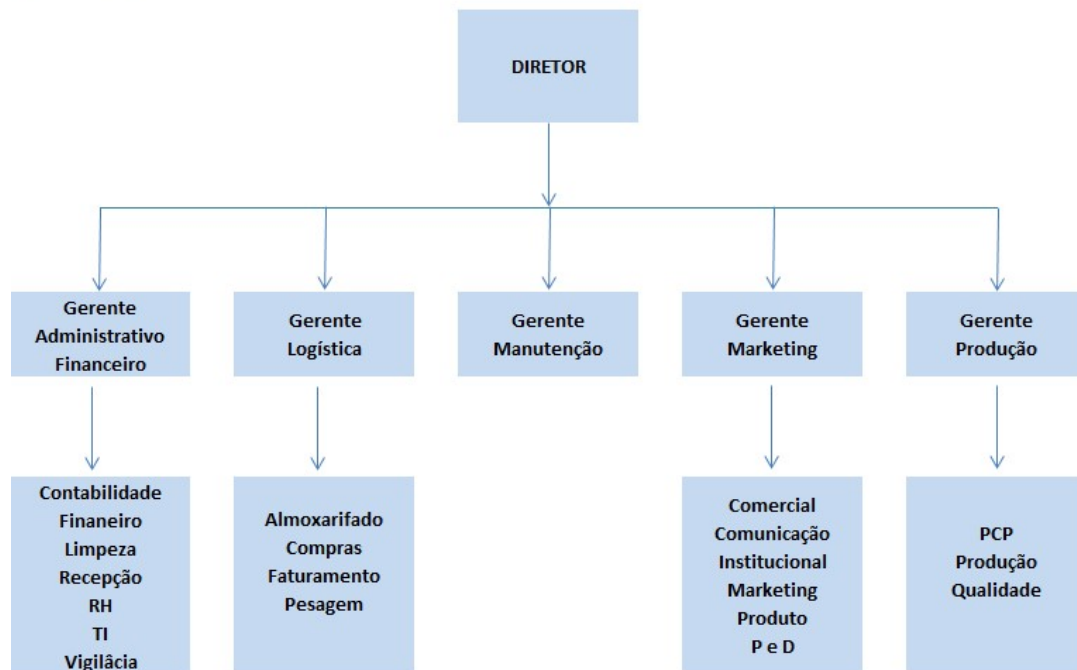 DIRETOR
Gerente
Administrativo
Financeiro
Gerente
Logística
Gerente
Manutenção
Gerente
Marketing
Gerente
Produção
Contabilidade
Finaneiro
Limpeza
Recepção
RH
TI
Vigilâcia
Almoxarifado
Compras
Faturamento
Pesagem
Comercial
Comunicação
Institucional
Marketing
Produto
P e D
PCP
Produção
Qualidade